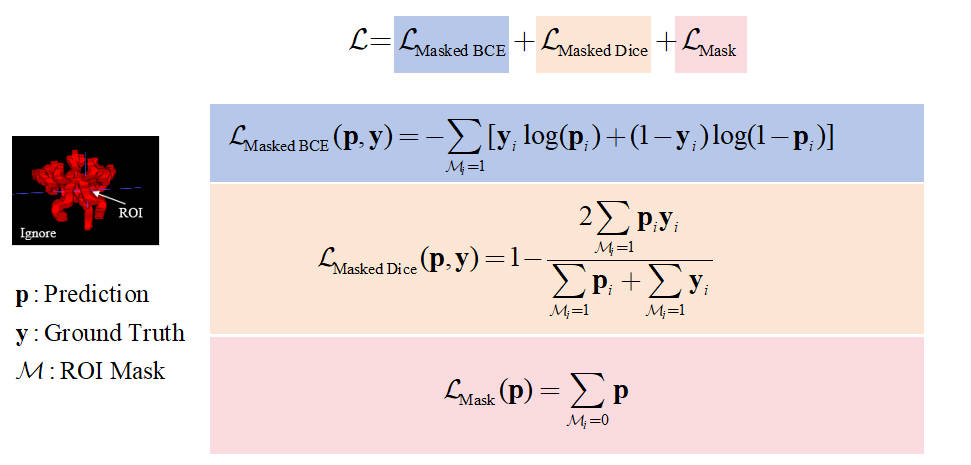 ℒ=ℒ_Masked BCE + ℒ_Masked Dice + ℒ_Mask
ℒ_Masked BCE(p,y)=−∑_{ℳ_i=1}[y_i log(p_i)+(1−y_i)log(1−p_i)]
ROI
Ignore
ℒ_Masked Dice(p,y)=1−(2∑_{ℳ_i=1} p_i y_i)/(∑_{ℳ_i=1} p_i+∑_{ℳ_i=1} y_i)
p : Prediction
y : Ground Truth
ℳ : ROI Mask
ℒ_Mask(p)=∑_{ℳ_i=0} p